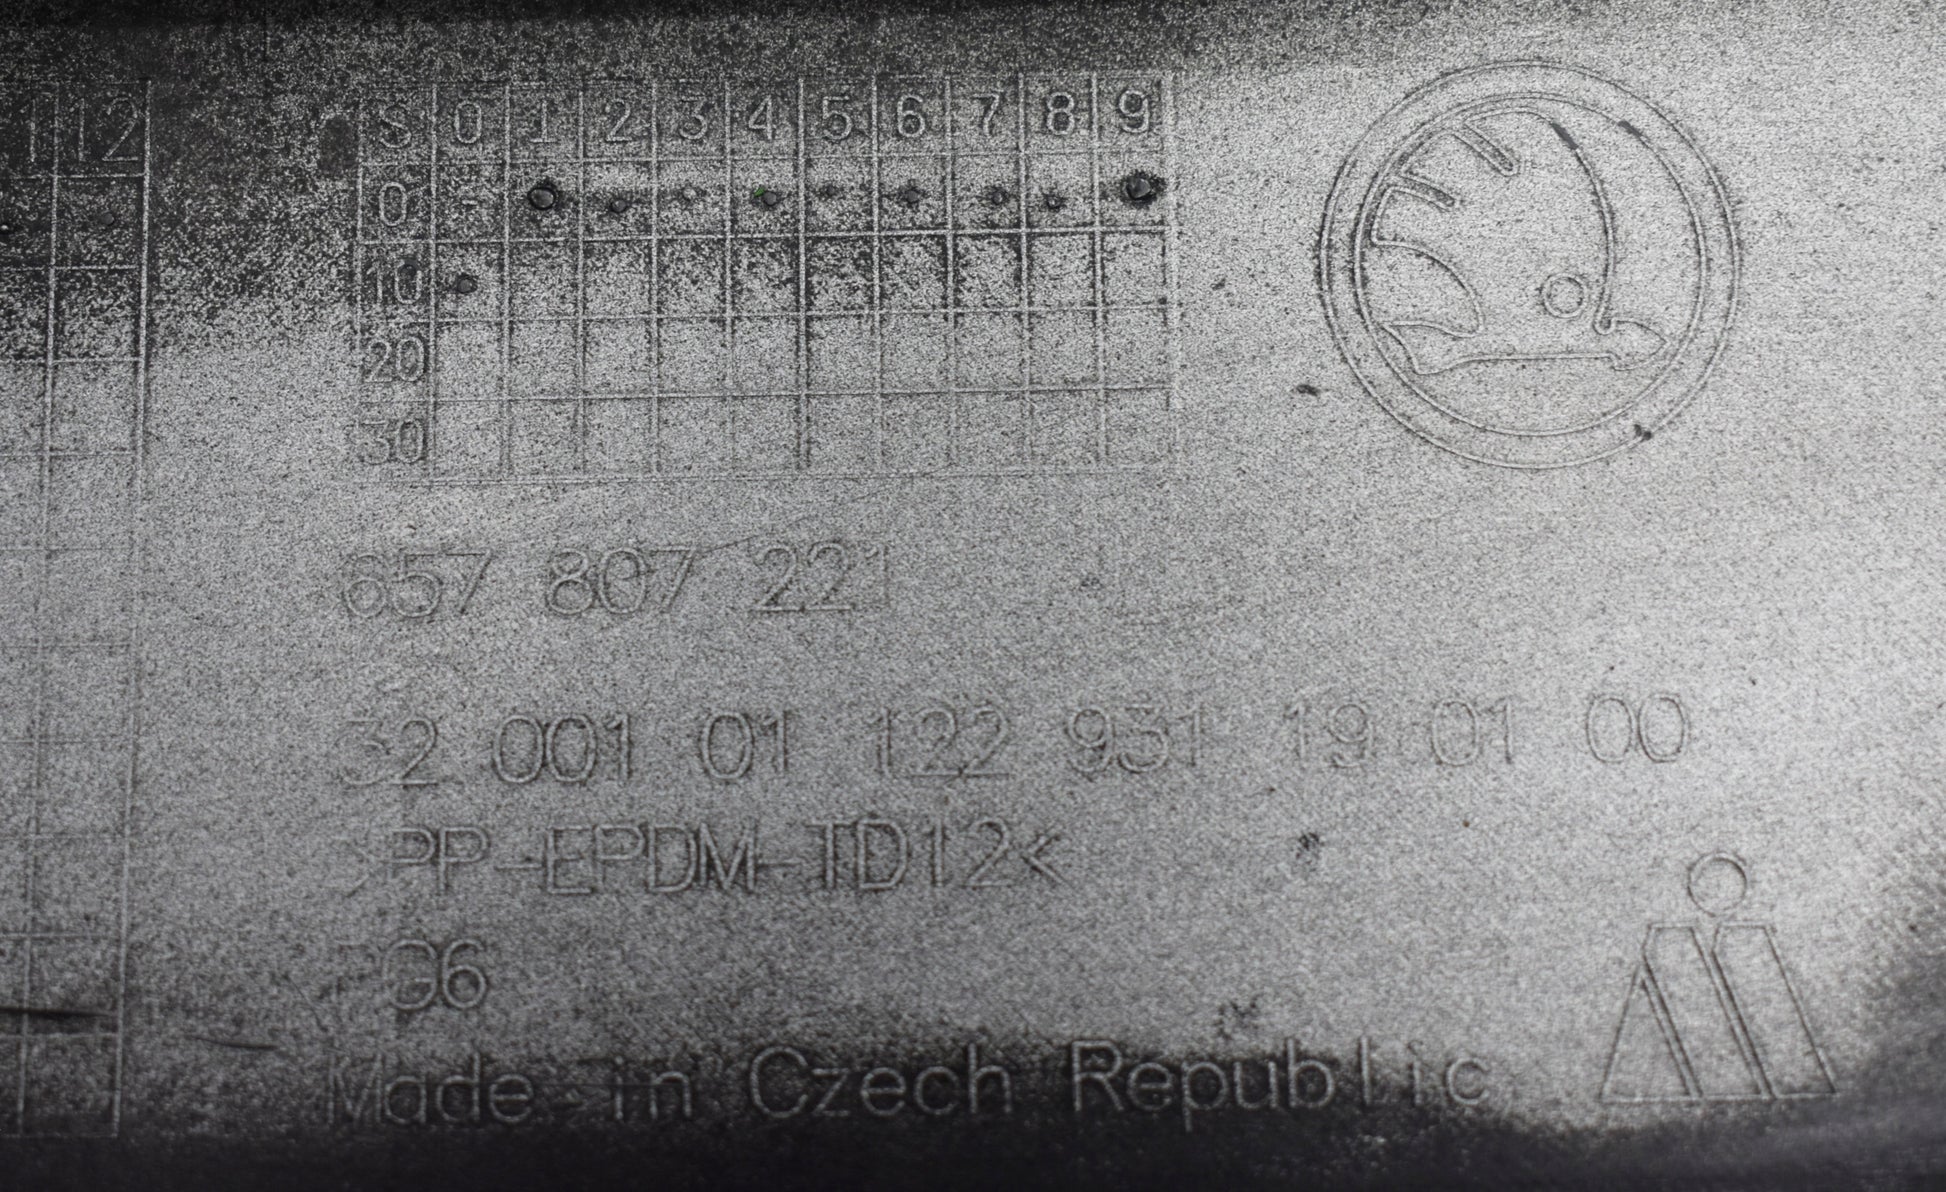 12
S 0 1 2 3 4 5 6 7 8 9
0
10
20
30
657 807 221
32 001 01 122 931 19 01 00
>PP-EPDM-TD12<
PG6
Made in Czech Republic